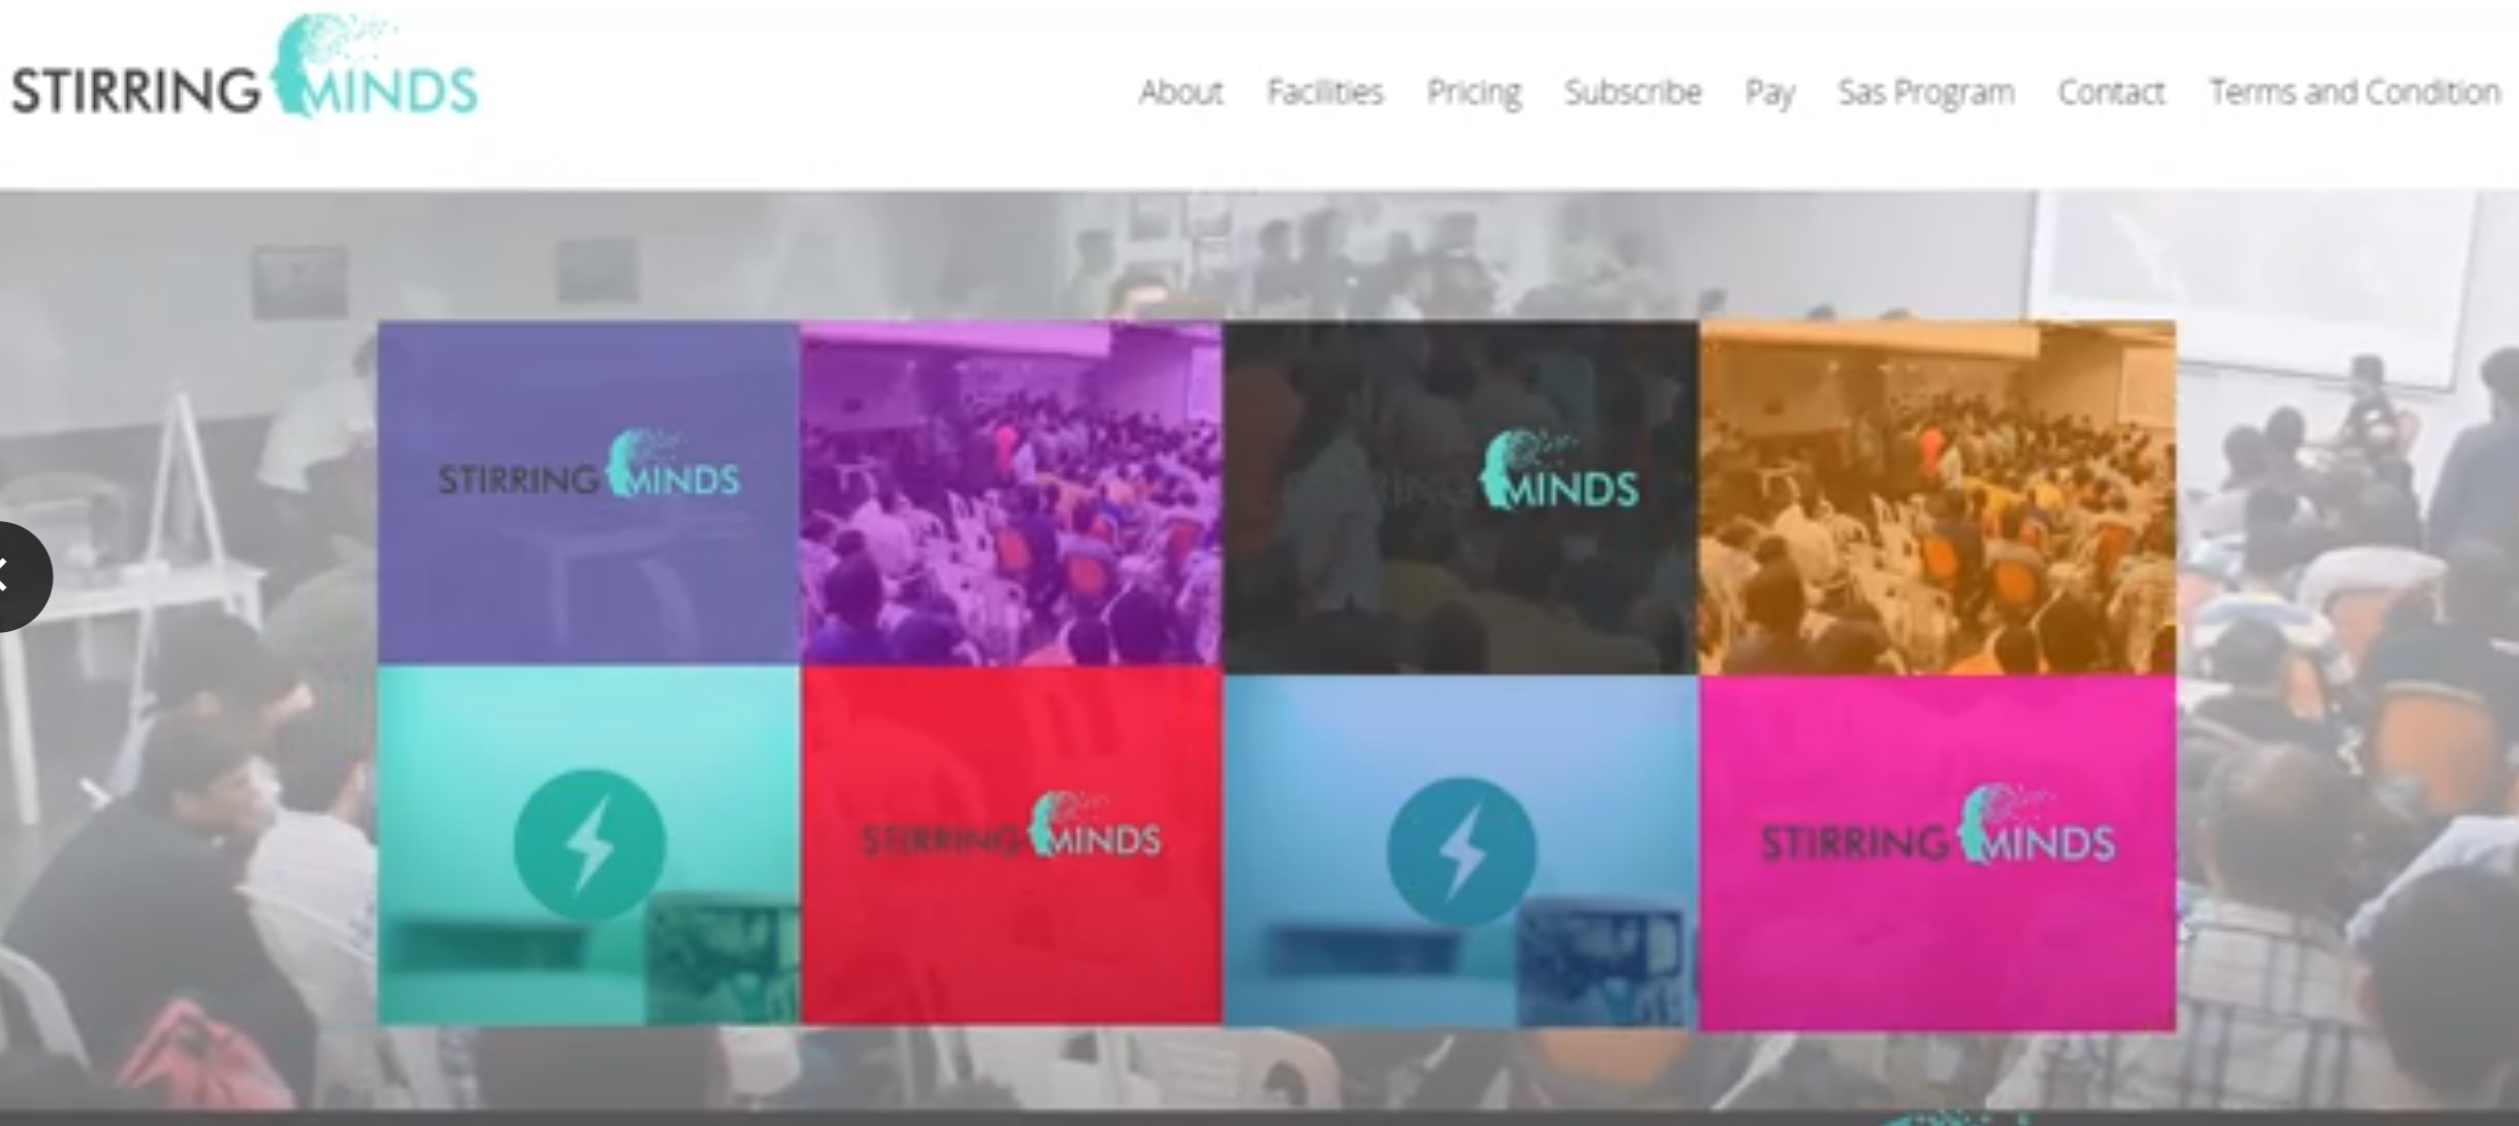 STIRRING MINDS
About Facilities Pricing Subscribe Pay Sas Program Contact Terms and Condition
STIRRING MINDS
MINDS
STIRRING MINDS
STIRRING MINDS